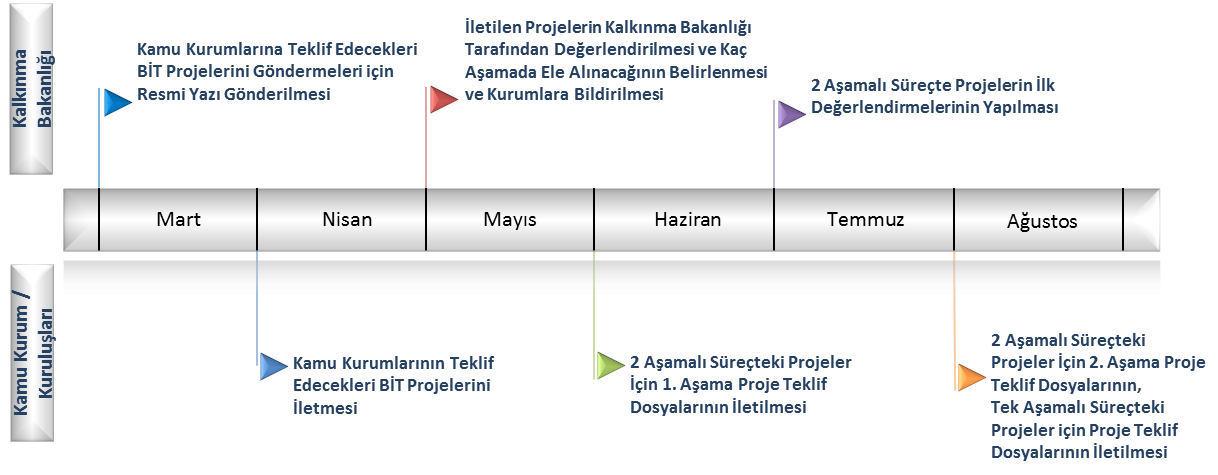 Kalkınma
Bakanlığı
Kamu Kurumlarına Teklif Edecekleri
BİT Projelerini Göndermeleri için
Resmi Yazı Gönderilmesi
İletilen Projelerin Kalkınma Bakanlığı
Tarafından Değerlendirilmesi ve Kaç
Aşamada Ele Alınacağının Belirlenmesi
ve Kurumlara Bildirilmesi
2 Aşamalı Süreçte Projelerin İlk
Değerlendirmelerinin Yapılması
Mart
Nisan
Mayıs
Haziran
Temmuz
Ağustos
Kamu Kurum /
Kuruluşları
Kamu Kurumlarının Teklif
Edecekleri BİT Projelerini
İletmesi
2 Aşamalı Süreçteki Projeler
İçin 1. Aşama Proje Teklif
Dosyalarının İletilmesi
2 Aşamalı Süreçteki
Projeler İçin 2. Aşama Proje
Teklif Dosyalarının,
Tek Aşamalı Süreçteki
Projeler için Proje Teklif
Dosyalarının İletilmesi